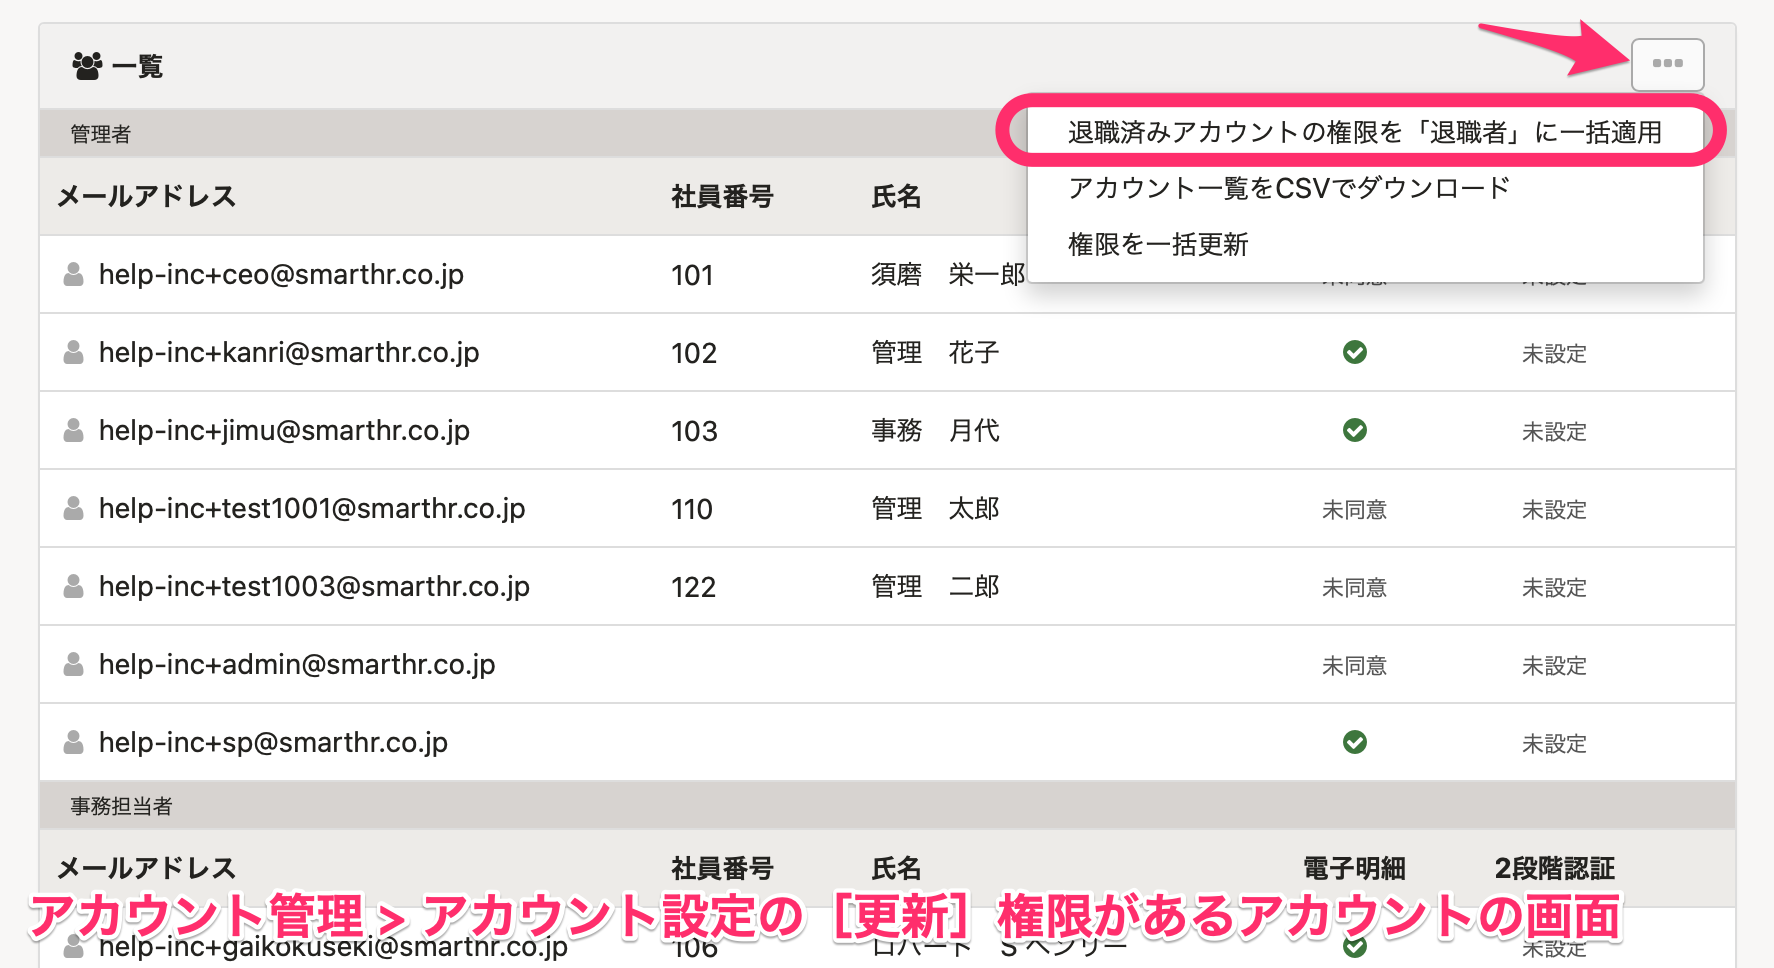 一覧
退職済みアカウントの権限を「退職者」に一括適用
アカウント一覧をCSVでダウンロード
権限を一括更新
管理者
メールアドレス 社員番号 氏名
help-inc+ceo@smarthr.co.jp 101 須磨　栄一郎 未同意 未設定
help-inc+kanri@smarthr.co.jp 102 管理　花子 未設定
help-inc+jimu@smarthr.co.jp 103 事務　月代 未設定
help-inc+test1001@smarthr.co.jp 110 管理　太郎 未同意 未設定
help-inc+test1003@smarthr.co.jp 122 管理　二郎 未同意 未設定
help-inc+admin@smarthr.co.jp 未同意 未設定
help-inc+sp@smarthr.co.jp 未設定
事務担当者
メールアドレス 社員番号 氏名 電子明細 2段階認証
アカウント管理 > アカウント設定の［更新］権限があるアカウントの画面
help-inc+gaikokuseki@smarthr.co.jp 106 ロバート　S ヘンリー 未設定